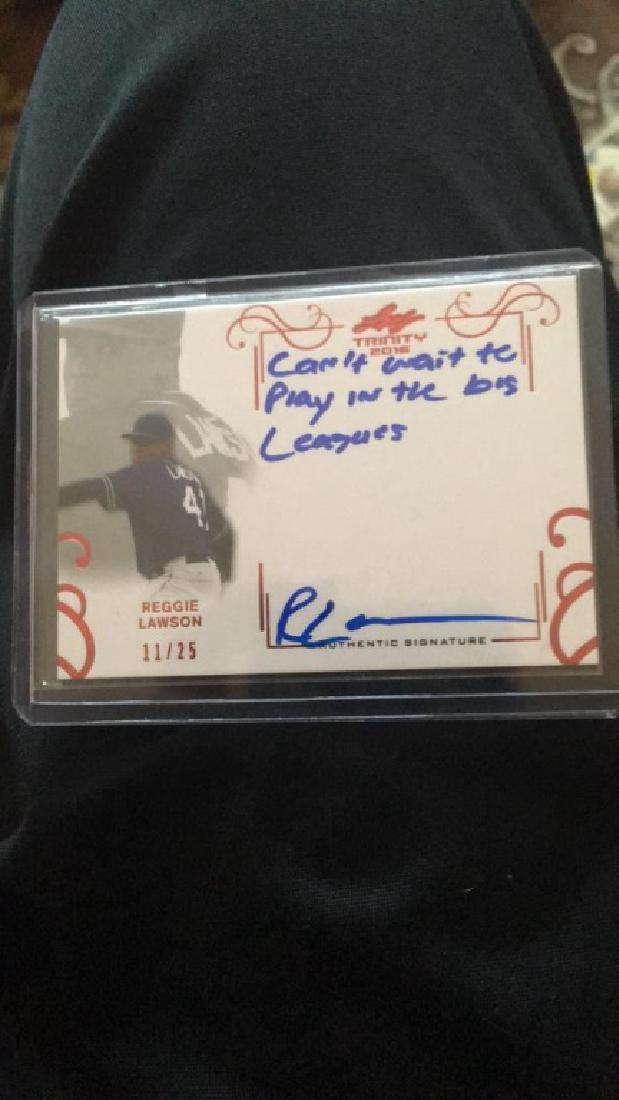 Leaf
TRINITY
2016
Can't wait to
Play in the big
Leagues
REGGIE
LAWSON
11/25
AUTHENTIC SIGNATURE